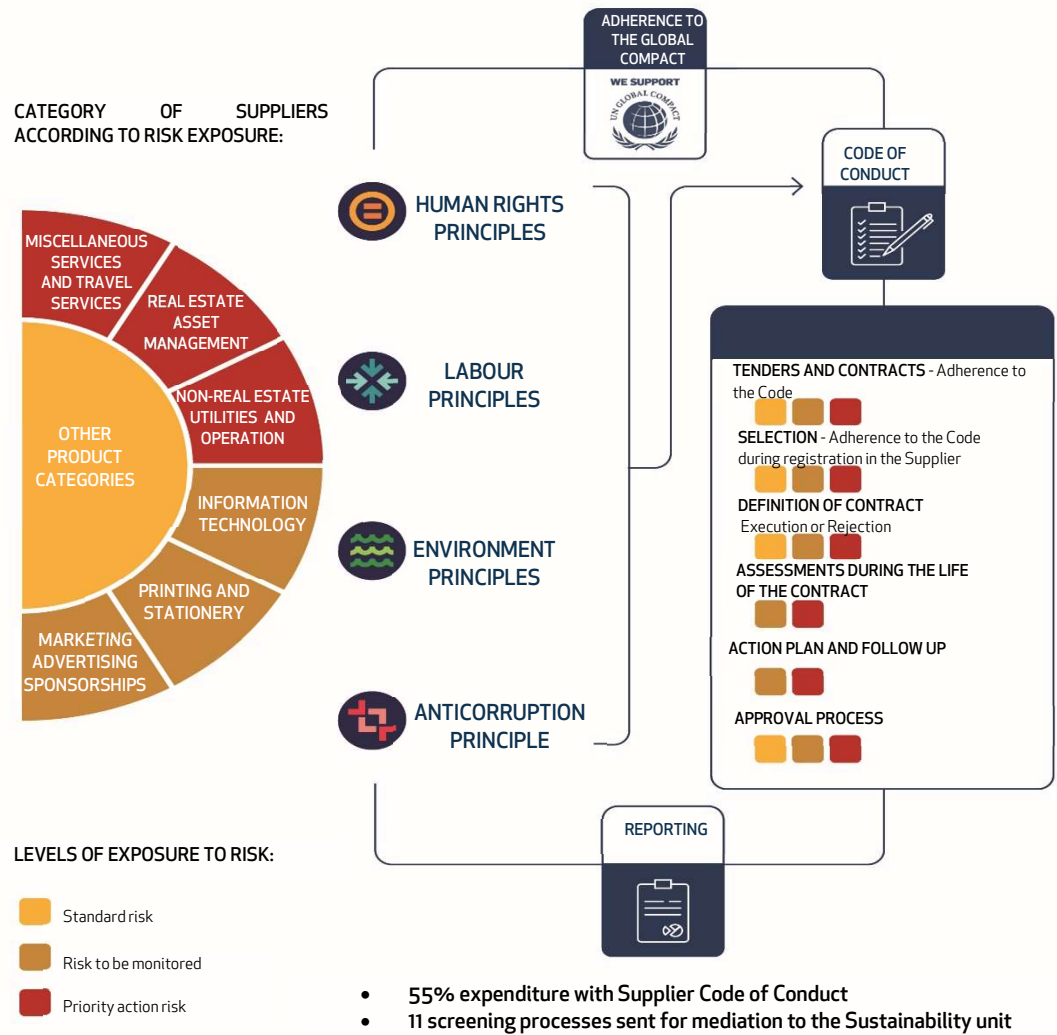 ADHERENCE TO
THE GLOBAL
COMPACT
WE SUPPORT
UN GLOBAL COMPACT
CATEGORY OF SUPPLIERS
ACCORDING TO RISK EXPOSURE:
CODE OF
CONDUCT
HUMAN RIGHTS
PRINCIPLES
MISCELLANEOUS
SERVICES
AND TRAVEL
SERVICES
REAL ESTATE
ASSET
MANAGEMENT
NON-REAL ESTATE
UTILITIES AND
OPERATION
OTHER
PRODUCT
CATEGORIES
INFORMATION
TECHNOLOGY
PRINTING AND
STATIONERY
MARKETING
ADVERTISING
SPONSORSHIPS
LABOUR
PRINCIPLES
ENVIRONMENT
PRINCIPLES
ANTICORRUPTION
PRINCIPLE
TENDERS AND CONTRACTS - Adherence to
the Code
SELECTION - Adherence to the Code
during registration in the Supplier
DEFINITION OF CONTRACT
Execution or Rejection
ASSESSMENTS DURING THE LIFE
OF THE CONTRACT
ACTION PLAN AND FOLLOW UP
APPROVAL PROCESS
REPORTING
LEVELS OF EXPOSURE TO RISK:
Standard risk
Risk to be monitored
Priority action risk
• 55% expenditure with Supplier Code of Conduct
• 11 screening processes sent for mediation to the Sustainability unit